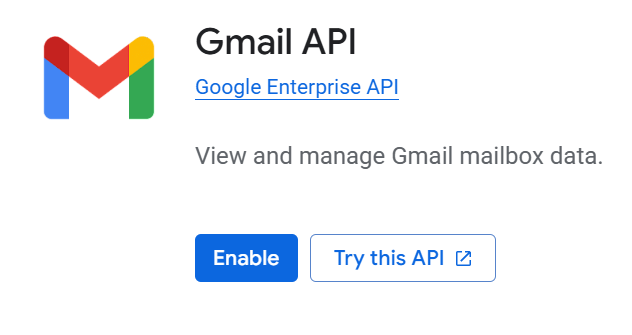 Gmail API
Google Enterprise API
View and manage Gmail mailbox data.
Enable
Try this API